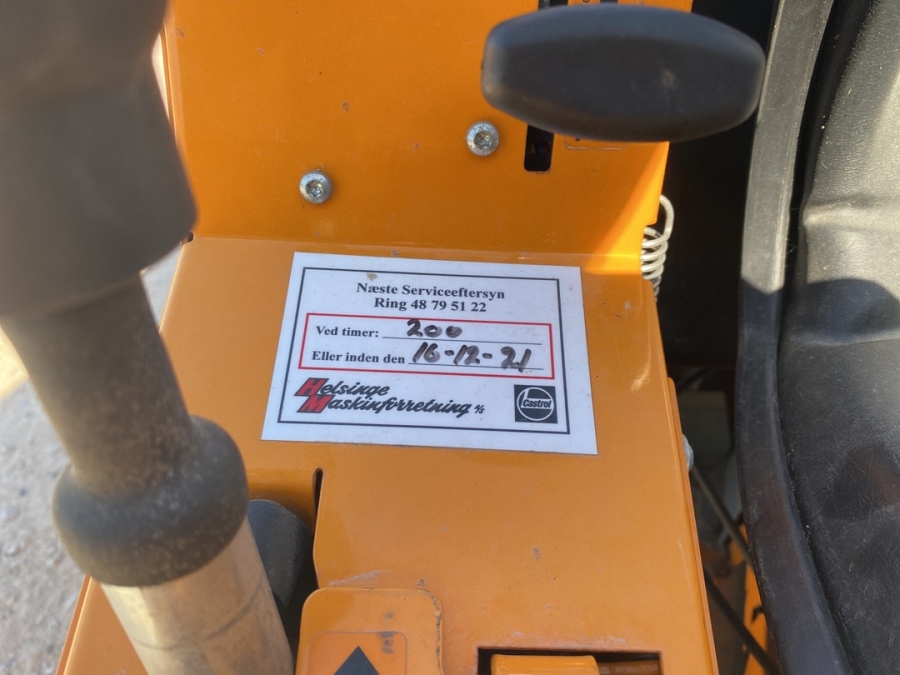 Næste Serviceeftersyn
Ring 48 79 51 22
Ved timer: 200
Eller inden den 16-12-21
Helsinge
Maskinforretning A/S
Castrol